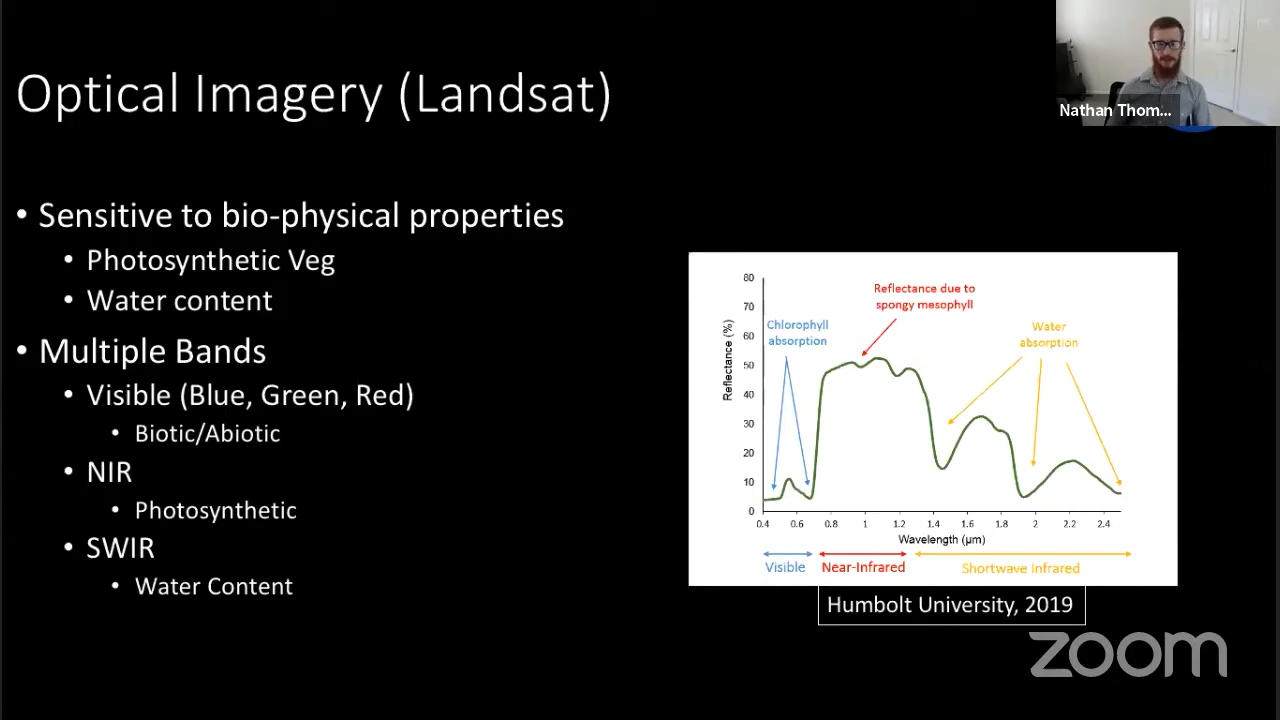 Optical Imagery (Landsat)
Nathan Thom...
• Sensitive to bio-physical properties
• Photosynthetic Veg
• Water content
• Multiple Bands
• Visible (Blue, Green, Red)
• Biotic/Abiotic
• NIR
• Photosynthetic
• SWIR
• Water Content
Reflectance due to
spongy mesophyll
Chlorophyll
absorption
Water
absorption
Reflectance (%)
80
70
60
50
40
30
20
10
0
0.4 0.6 0.8 1 1.2 1.4 1.6 1.8 2 2.2 2.4
Wavelength (µm)
Visible Near-Infrared Shortwave Infrared
Humbolt University, 2019
zoom